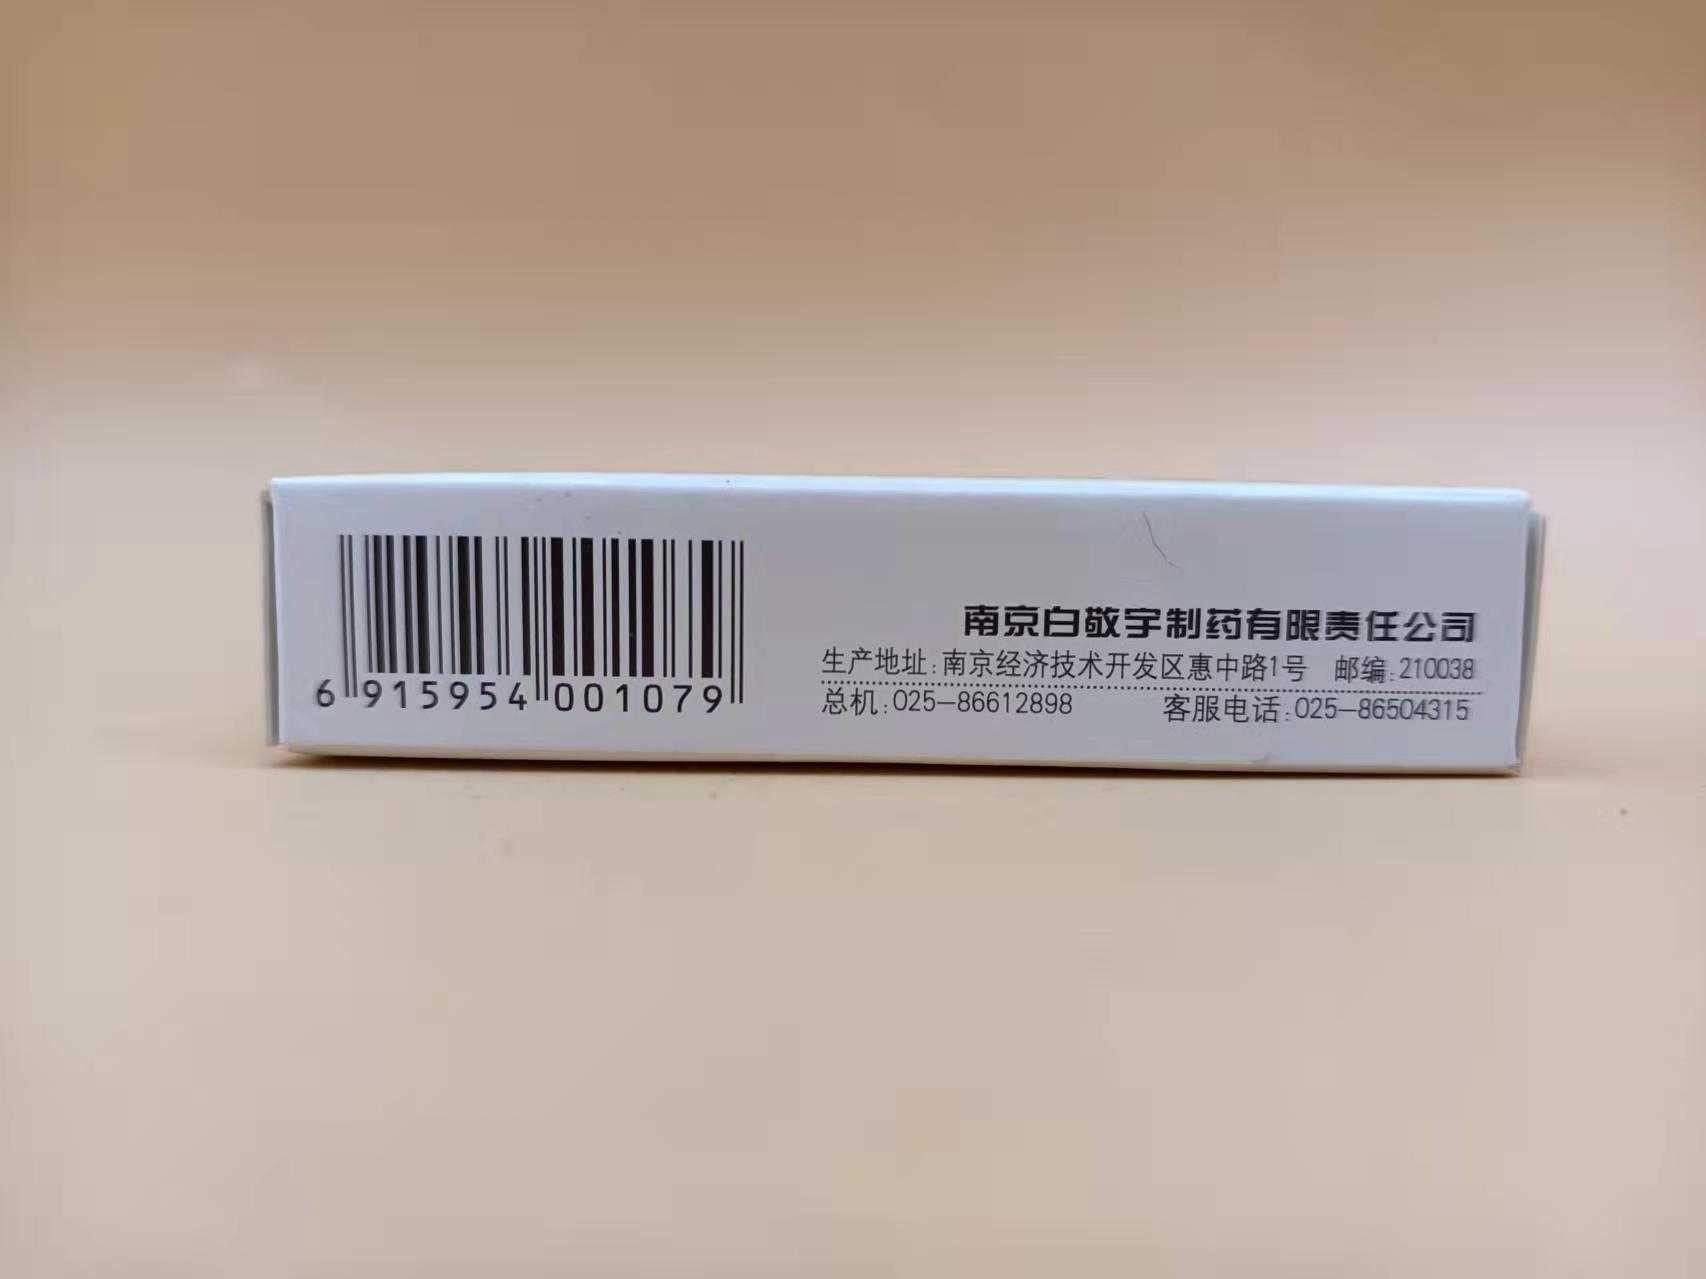 6 915954 001079
南京白敬宇制药有限责任公司
生产地址:南京经济技术开发区惠中路1号 邮编:210038
总机:025-86612898 客服电话:025-86504315